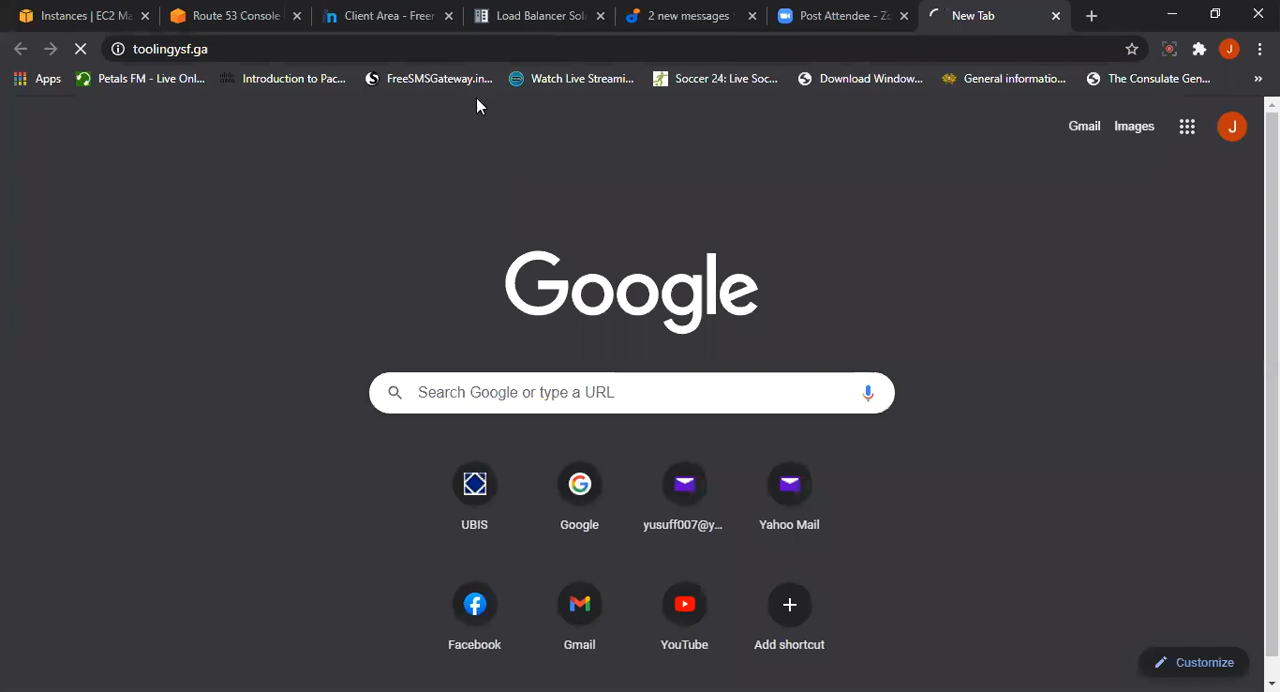 Instances | EC2 Ma
Route 53 Console
Client Area - Freer
Load Balancer Sol
2 new messages
Post Attendee - Zo
New Tab
toolingysf.ga
Apps
Petals FM - Live Onl...
Introduction to Pac...
FreeSMSGateway.in...
Watch Live Streami...
Soccer 24: Live Soc...
Download Window...
General informatio...
The Consulate Gen...
Gmail
Images
J
Google
Search Google or type a URL
UBIS
Google
yusuff007@y...
Yahoo Mail
Facebook
Gmail
YouTube
Add shortcut
Customize